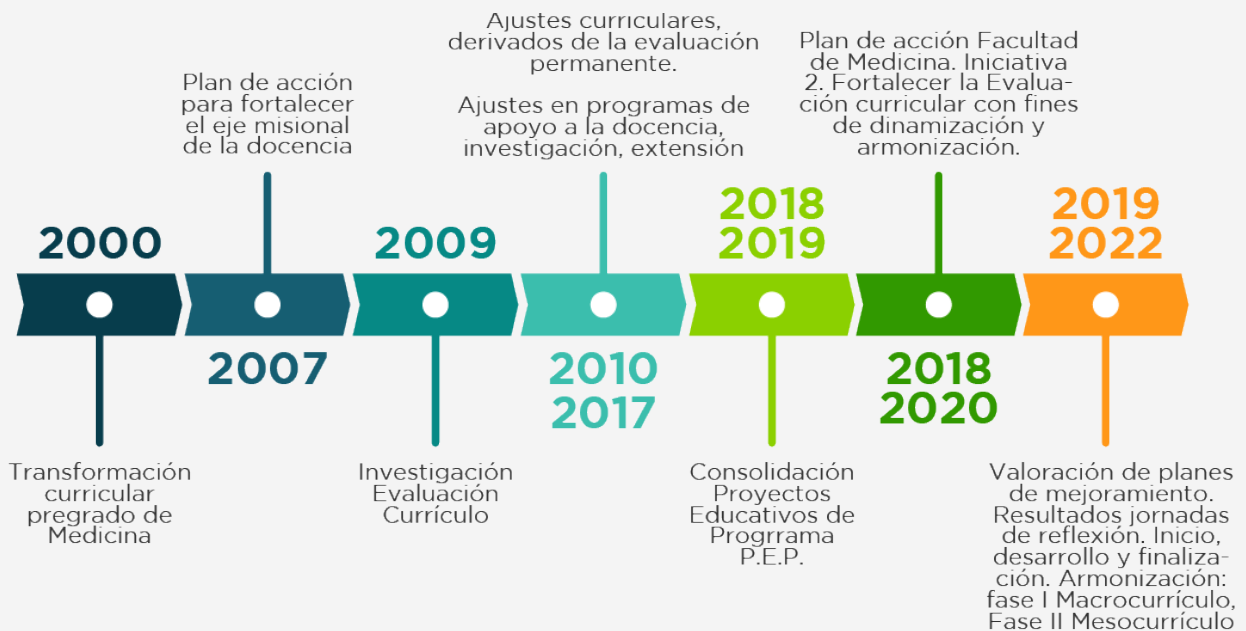 2000
Transformación
curricular
pregrado de
Medicina
Plan de acción
para fortalecer
el eje misional
de la docencia
2007
2009
Investigación
Evaluación
Currículo
Ajustes curriculares,
derivados de la evaluación
permanente.
Ajustes en programas de
apoyo a la docencia,
investigación, extensión
2010
2017
2018
2019
Consolidación
Proyectos
Educativos de
Progrrama
P.E.P.
Plan de acción Facultad
de Medicina. Iniciativa
2. Fortalecer la Evalua-
ción curricular con fines
de dinamización y
armonización.
2018
2020
2019
2022
Valoración de planes
de mejoramiento.
Resultados jornadas
de reflexión. Inicio,
desarrollo y finaliza-
ción. Armonización:
fase I Macrocurrículo,
Fase II Mesocurrículo